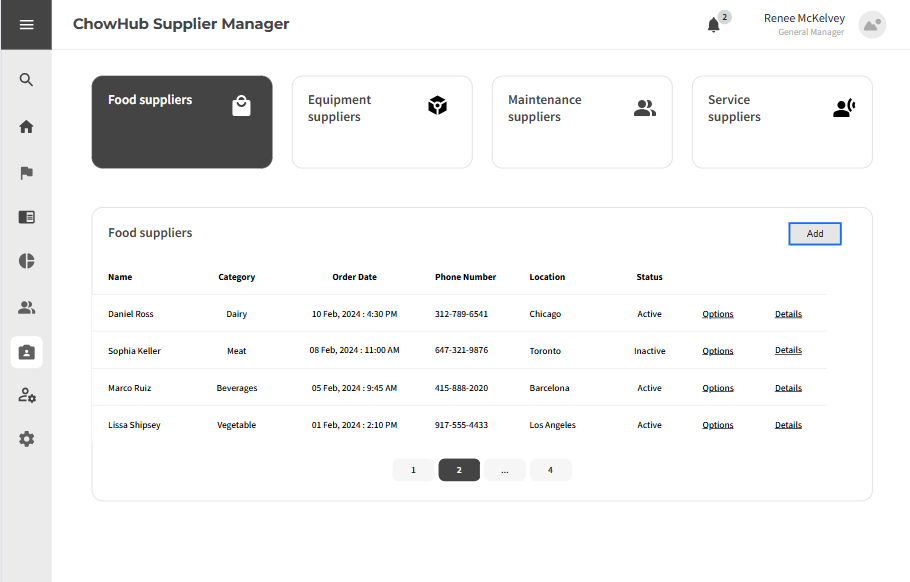 ChowHub Supplier Manager
2
Renee McKelvey
General Manager
Food suppliers
Equipment
suppliers
Maintenance
suppliers
Service
suppliers
Food suppliers
Add
Name Category Order Date Phone Number Location Status
Daniel Ross Dairy 10 Feb, 2024 : 4:30 PM 312-789-6541 Chicago Active Options Details
Sophia Keller Meat 08 Feb, 2024 : 11:00 AM 647-321-9876 Toronto Inactive Options Details
Marco Ruiz Beverages 05 Feb, 2024 : 9:45 AM 415-888-2020 Barcelona Active Options Details
Lissa Shipsey Vegetable 01 Feb, 2024 : 2:10 PM 917-555-4433 Los Angeles Active Options Details
1 2 ... 4